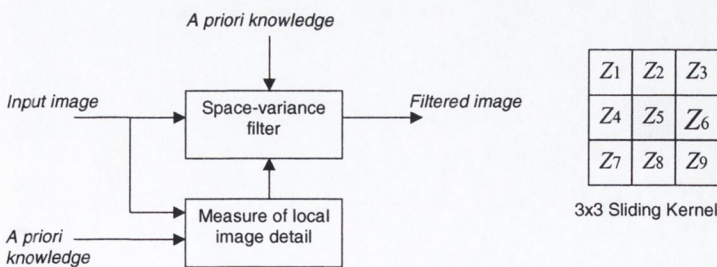 A priori knowledge
Input image
Space-variance
filter
Filtered image
Measure of local
image detail
A priori
knowledge
Z1 Z2 Z3
Z4 Z5 Z6
Z7 Z8 Z9
3x3 Sliding Kernel